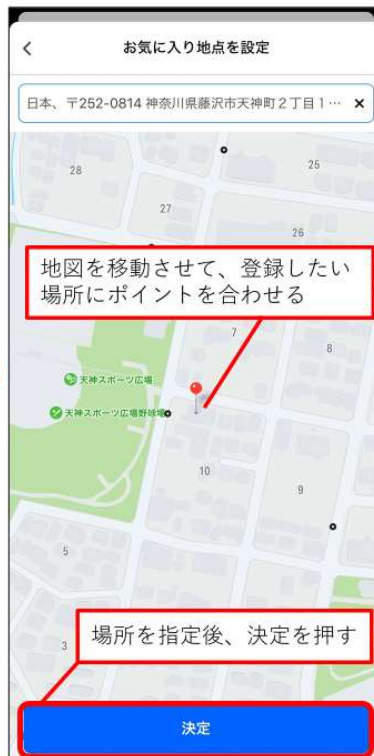 お気に入り地点を設定
日本、〒252-0814 神奈川県藤沢市天神町2丁目1…
28
25
27
26
地図を移動させて、登録したい
場所にポイントを合わせる
7
8
天神スポーツ広場
天神スポーツ広場野球場
10
9
5
3
場所を指定後、決定を押す
決定